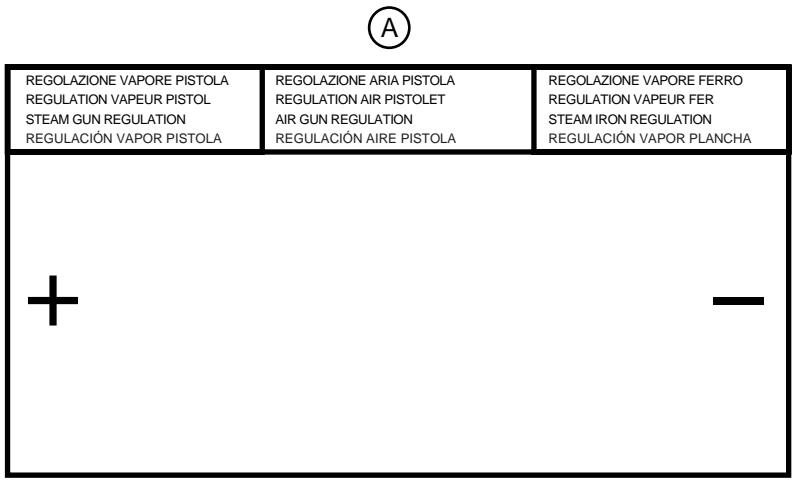 A
REGOLAZIONE VAPORE PISTOLA
REGULATION VAPEUR PISTOL
STEAM GUN REGULATION
REGULACIÓN VAPOR PISTOLA
REGOLAZIONE ARIA PISTOLA
REGULATION AIR PISTOLET
AIR GUN REGULATION
REGULACIÓN AIRE PISTOLA
REGOLAZIONE VAPORE FERRO
REGULATION VAPEUR FER
STEAM IRON REGULATION
REGULACIÓN VAPOR PLANCHA
+ −